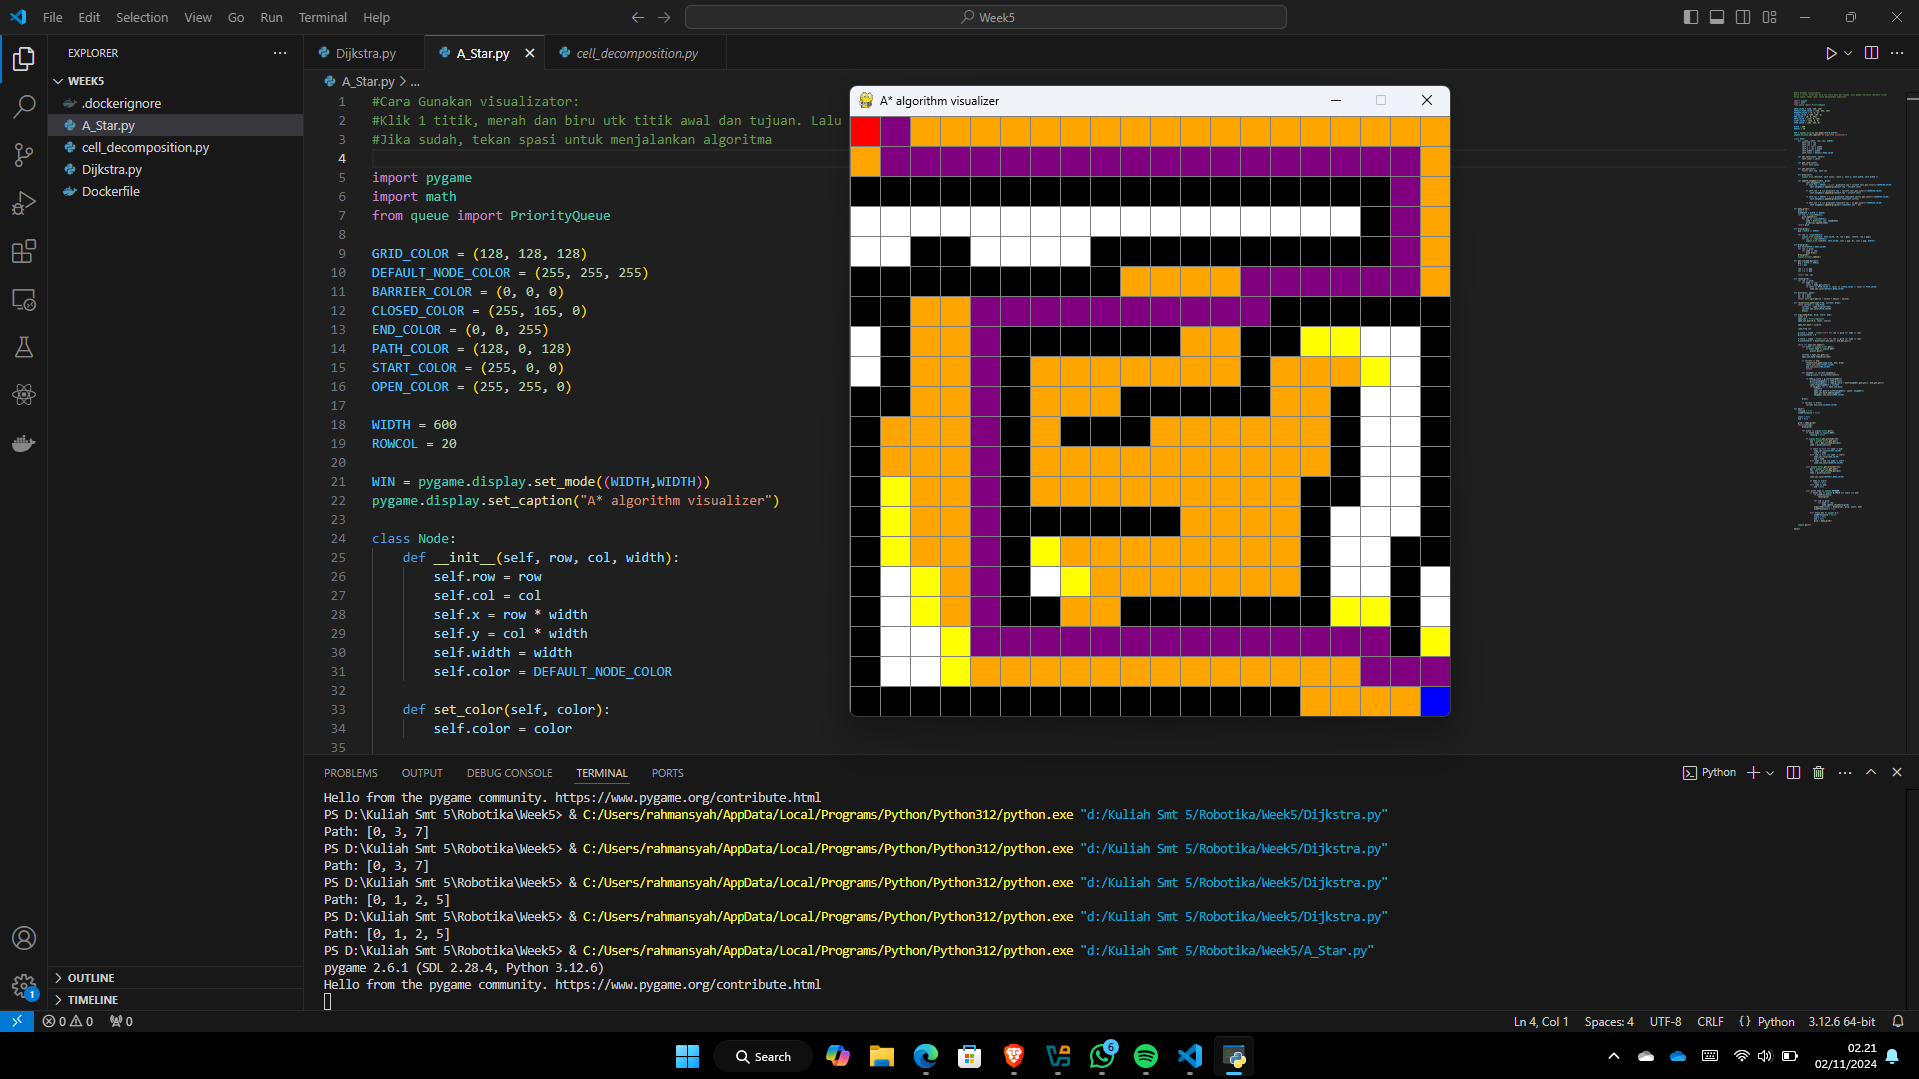 File Edit Selection View Go Run Terminal Help
Week5
EXPLORER
WEEK5
.dockerignore
A_Star.py
cell_decomposition.py
Dijkstra.py
Dockerfile
OUTLINE
TIMELINE
Dijkstra.py A_Star.py cell_decomposition.py
A_Star.py > ...
1 #Cara Gunakan visualizator:
2 #Klik 1 titik, merah dan biru utk titik awal dan tujuan. Lalu
3 #Jika sudah, tekan spasi untuk menjalankan algoritma
4
5 import pygame
6 import math
7 from queue import PriorityQueue
8
9 GRID_COLOR = (128, 128, 128)
10 DEFAULT_NODE_COLOR = (255, 255, 255)
11 BARRIER_COLOR = (0, 0, 0)
12 CLOSED_COLOR = (255, 165, 0)
13 END_COLOR = (0, 0, 255)
14 PATH_COLOR = (128, 0, 128)
15 START_COLOR = (255, 0, 0)
16 OPEN_COLOR = (255, 255, 0)
17
18 WIDTH = 600
19 ROWCOL = 20
20
21 WIN = pygame.display.set_mode((WIDTH,WIDTH))
22 pygame.display.set_caption("A* algorithm visualizer")
23
24 class Node:
25 def __init__(self, row, col, width):
26 self.row = row
27 self.col = col
28 self.x = row * width
29 self.y = col * width
30 self.width = width
31 self.color = DEFAULT_NODE_COLOR
32
33 def set_color(self, color):
34 self.color = color
35
A* algorithm visualizer
PROBLEMS OUTPUT DEBUG CONSOLE TERMINAL PORTS
Python
Hello from the pygame community. https://www.pygame.org/contribute.html
PS D:\Kuliah Smt 5\Robotika\Week5> & C:/Users/rahmansyah/AppData/Local/Programs/Python/Python312/python.exe "d:/Kuliah Smt 5/Robotika/Week5/Dijkstra.py"
Path: [0, 3, 7]
PS D:\Kuliah Smt 5\Robotika\Week5> & C:/Users/rahmansyah/AppData/Local/Programs/Python/Python312/python.exe "d:/Kuliah Smt 5/Robotika/Week5/Dijkstra.py"
Path: [0, 3, 7]
PS D:\Kuliah Smt 5\Robotika\Week5> & C:/Users/rahmansyah/AppData/Local/Programs/Python/Python312/python.exe "d:/Kuliah Smt 5/Robotika/Week5/Dijkstra.py"
Path: [0, 1, 2, 5]
PS D:\Kuliah Smt 5\Robotika\Week5> & C:/Users/rahmansyah/AppData/Local/Programs/Python/Python312/python.exe "d:/Kuliah Smt 5/Robotika/Week5/Dijkstra.py"
Path: [0, 1, 2, 5]
PS D:\Kuliah Smt 5\Robotika\Week5> & C:/Users/rahmansyah/AppData/Local/Programs/Python/Python312/python.exe "d:/Kuliah Smt 5/Robotika/Week5/A_Star.py"
pygame 2.6.1 (SDL 2.28.4, Python 3.12.6)
Hello from the pygame community. https://www.pygame.org/contribute.html
1
0 0 0
Ln 4, Col 1 Spaces: 4 UTF-8 CRLF {} Python 3.12.6 64-bit
Search
6
02.21
02/11/2024